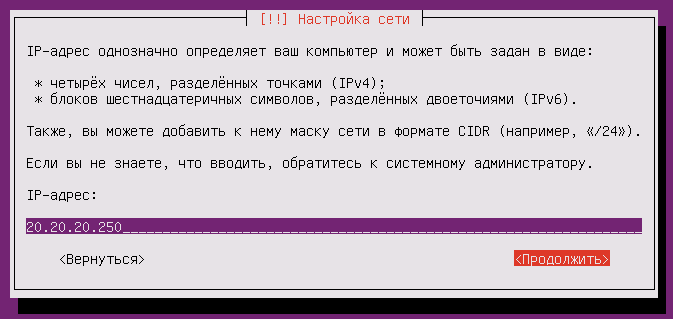 [!!] Настройка сети
IP-адрес однозначно определяет ваш компьютер и может быть задан в виде:
* четырёх чисел, разделённых точками (IPv4);
* блоков шестнадцатеричных символов, разделённых двоеточиями (IPv6).
Также, вы можете добавить к нему маску сети в формате CIDR (например, «/24»).
Если вы не знаете, что вводить, обратитесь к системному администратору.
IP-адрес:
20.20.20.250
<Вернуться> <Продолжить>